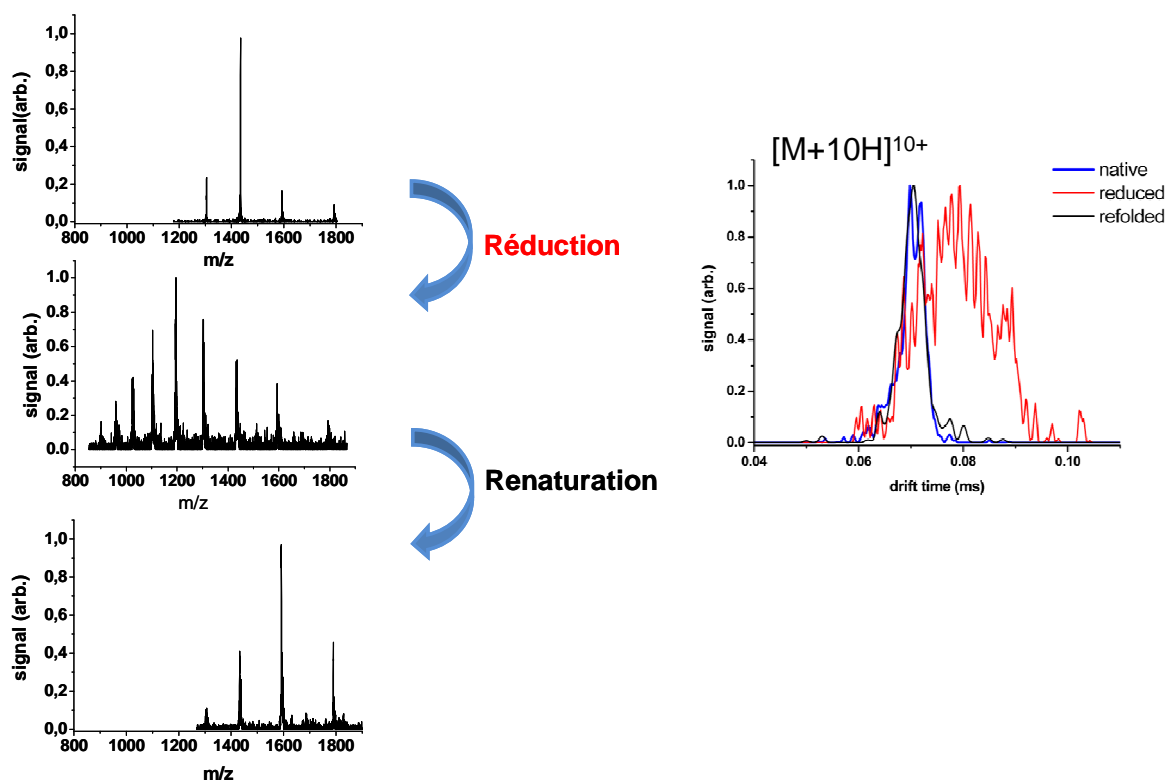 signal(arb.)
1,0
0,8
0,6
0,4
0,2
0,0
800 1000 1200 1400 1600 1800
m/z
Réduction
signal (arb.)
1.0
0.8
0.6
0.4
0.2
0.0
800 1000 1200 1400 1600 1800
m/z
Renaturation
signal (arb.)
1,0
0,8
0,6
0,4
0,2
0,0
800 1000 1200 1400 1600 1800
m/z
[M+10H]10+
native
reduced
refolded
signal (arb.)
1.0
0.8
0.6
0.4
0.2
0.0
0.04 0.06 0.08 0.10
drift time (ms)